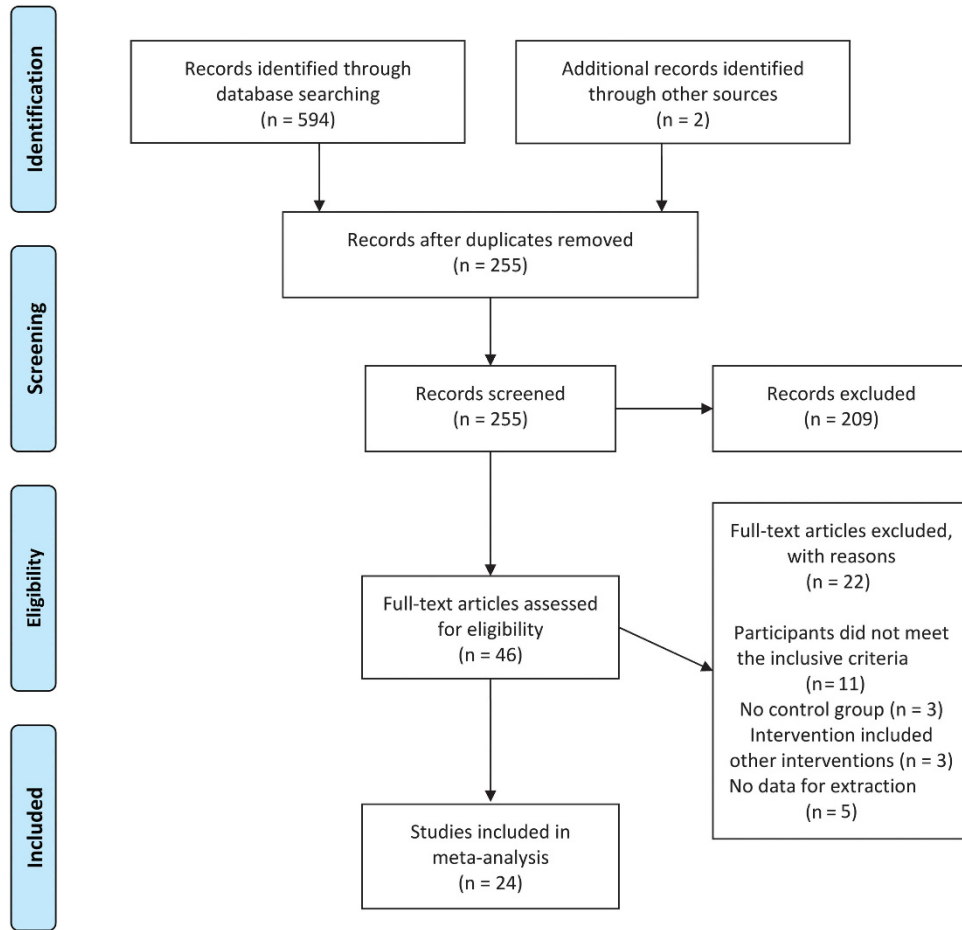 Identification
Records identified through
database searching
(n = 594)
Additional records identified
through other sources
(n = 2)
Records after duplicates removed
(n = 255)
Screening
Records screened
(n = 255)
Records excluded
(n = 209)
Eligibility
Full-text articles assessed
for eligibility
(n = 46)
Full-text articles excluded,
with reasons
(n = 22)
Participants did not meet
the inclusive criteria
(n = 11)
No control group (n = 3)
Intervention included
other interventions (n = 3)
No data for extraction
(n = 5)
Included
Studies included in
meta-analysis
(n = 24)